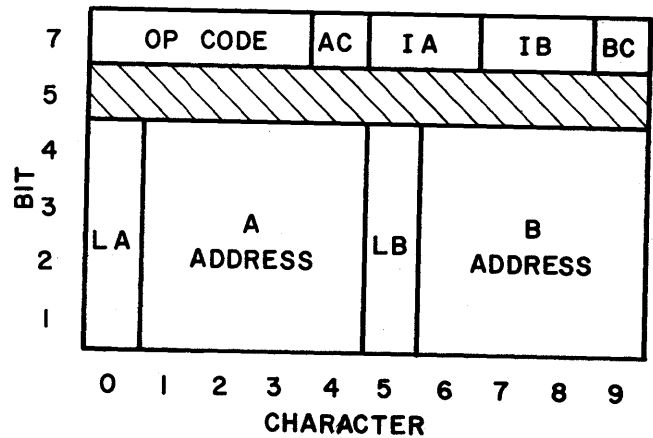 7 OP CODE AC IA IB BC
5
4
BIT
3
A
B
LA LB
2 ADDRESS ADDRESS
1
0 1 2 3 4 5 6 7 8 9
CHARACTER